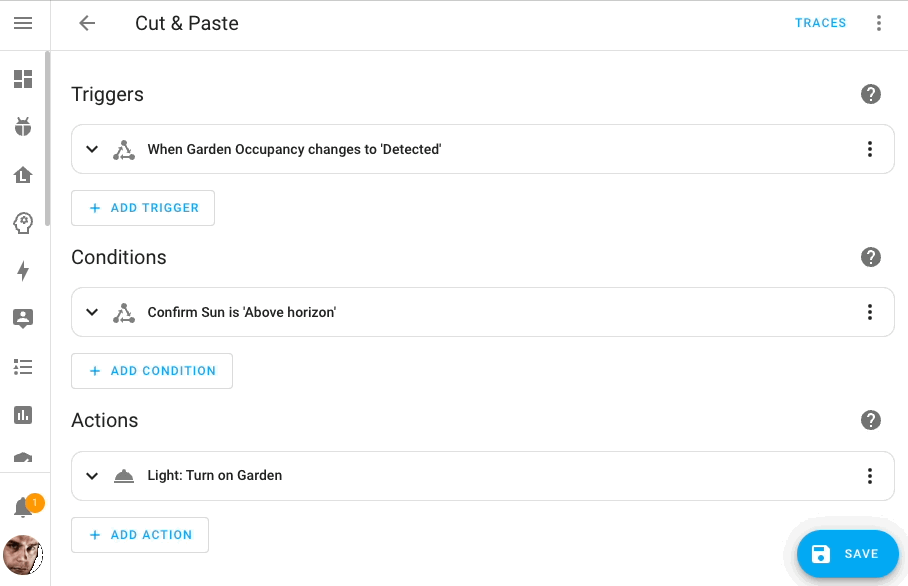 Cut & Paste
TRACES
Triggers
When Garden Occupancy changes to 'Detected'
ADD TRIGGER
Conditions
Confirm Sun is 'Above horizon'
ADD CONDITION
Actions
Light: Turn on Garden
ADD ACTION
1
SAVE